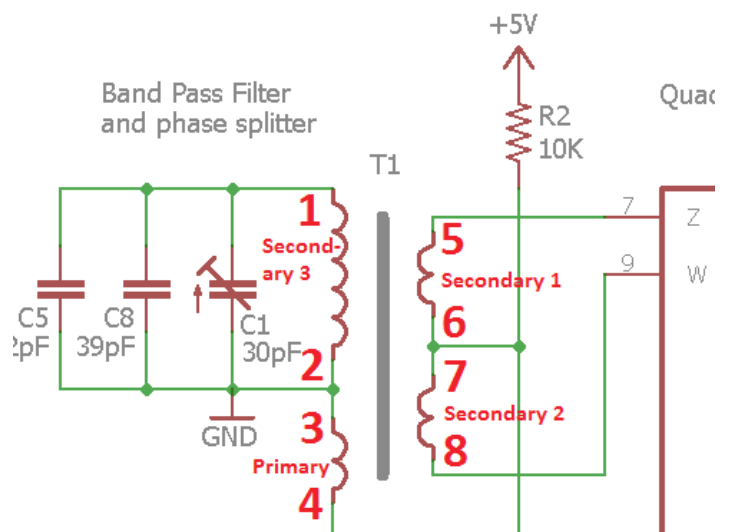 +5V
Band Pass Filter
and phase splitter
Quad
R2
10K
T1
1
Second-
ary 3
2
3
Primary
4
5
Secondary 1
6
7
Secondary 2
8
7
Z
9
W
C5
2pF
C8
39pF
C1
30pF
GND